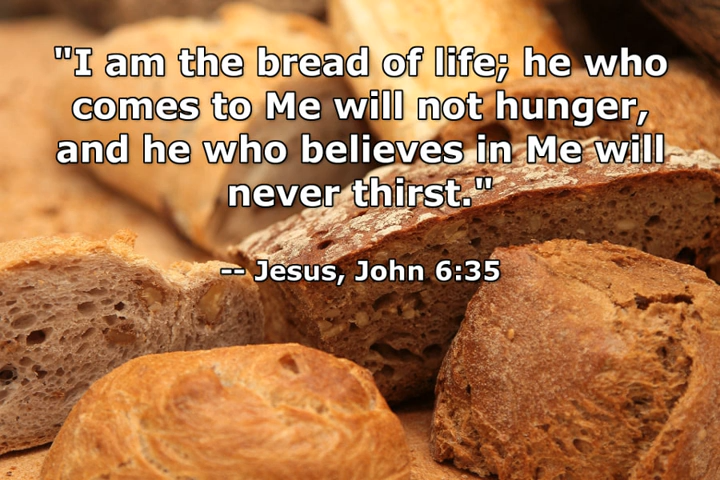 "I am the bread of life; he who
comes to Me will not hunger,
and he who believes in Me will
never thirst."
-- Jesus, John 6:35